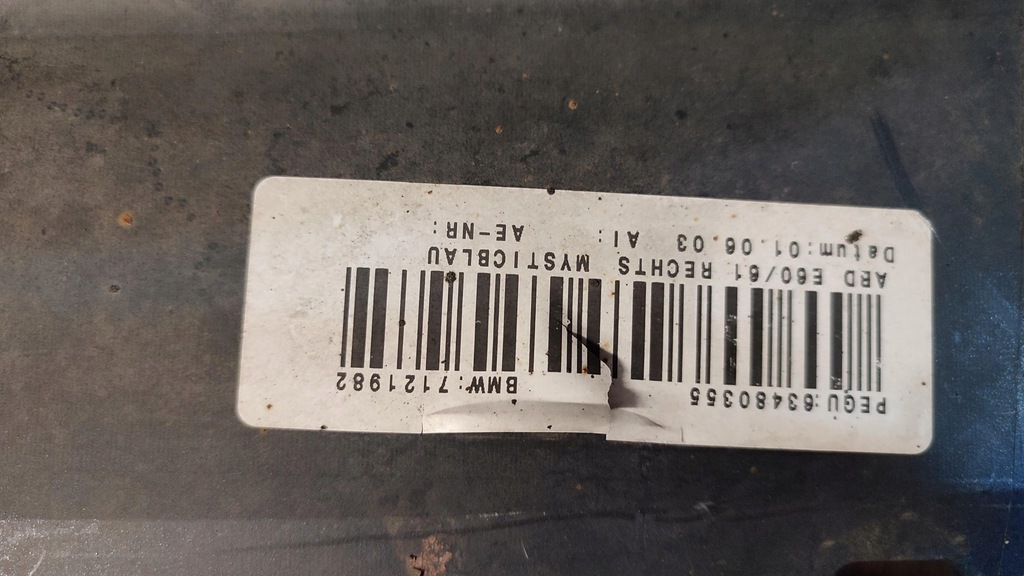 PEGU:63480355 BMW:7121982
ARD E60/61 RECHTS MYSTICBLAU
Datum:01.06.03 AI: AE-NR: